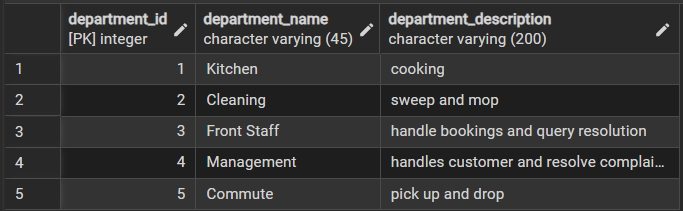 department_id department_name department_description
[PK] integer character varying (45) character varying (200)
1 1 Kitchen cooking
2 2 Cleaning sweep and mop
3 3 Front Staff handle bookings and query resolution
4 4 Management handles customer and resolve complai...
5 5 Commute pick up and drop